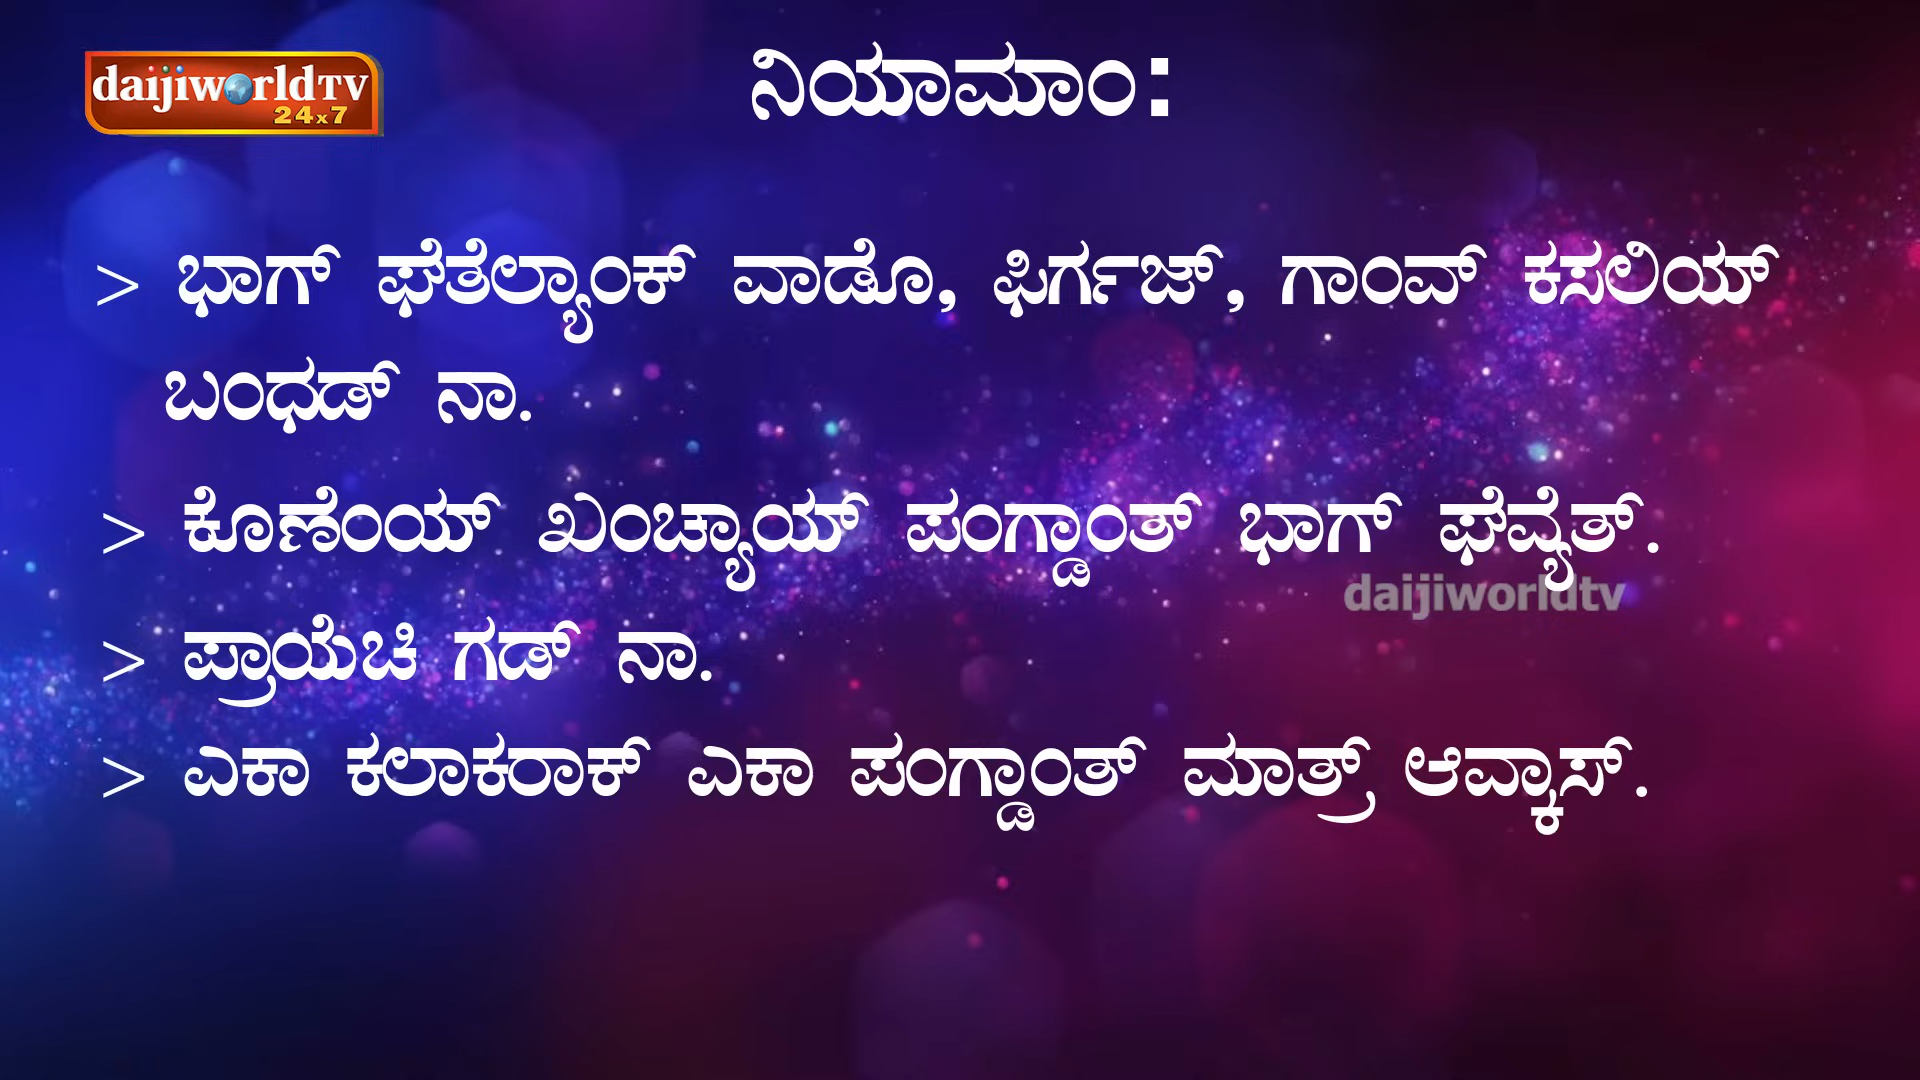 daijiworldTV
24x7
ನಿಯಾಮಾಂ:
> ಭಾಗ್ ಘೆತೆಲ್ಯಾಂಕ್ ವಾಡೊ, ಫಿರ್ಗಜ್, ಗಾಂವ್ ಕಸಲಿಯ್
ಬಂಧಡ್ ನಾ.
> ಕೊಣೆಂಯ್ ಖಂಚ್ಯಾಯ್ ಪಂಗ್ಡಾಂತ್ ಭಾಗ್ ಘೆವ್ಯೆತ್.
daijiworldtv
> ಪ್ರಾಯೆಚಿ ಗಡ್ ನಾ.
> ಎಕಾ ಕಲಾಕರಾಕ್ ಎಕಾ ಪಂಗ್ಡಾಂತ್ ಮಾತ್ರ್ ಆವ್ಕಾಸ್.